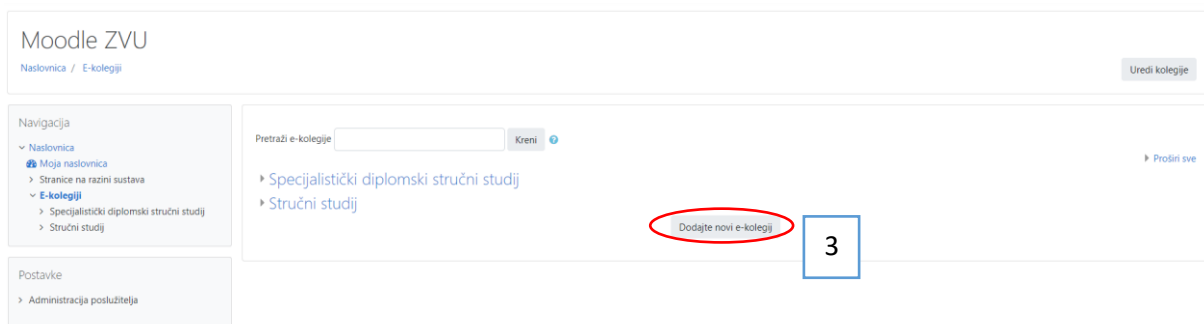 Moodle ZVU
Naslovnica / E-kolegiji
Uredi kolegije
Navigacija
Naslovnica
Moja naslovnica
Stranice na razini sustava
E-kolegiji
Specijalistički diplomski stručni studij
Stručni studij
Postavke
Administracija poslužitelja
Pretraži e-kolegije Kreni
Proširi sve
Specijalistički diplomski stručni studij
Stručni studij
Dodajte novi e-kolegij
3